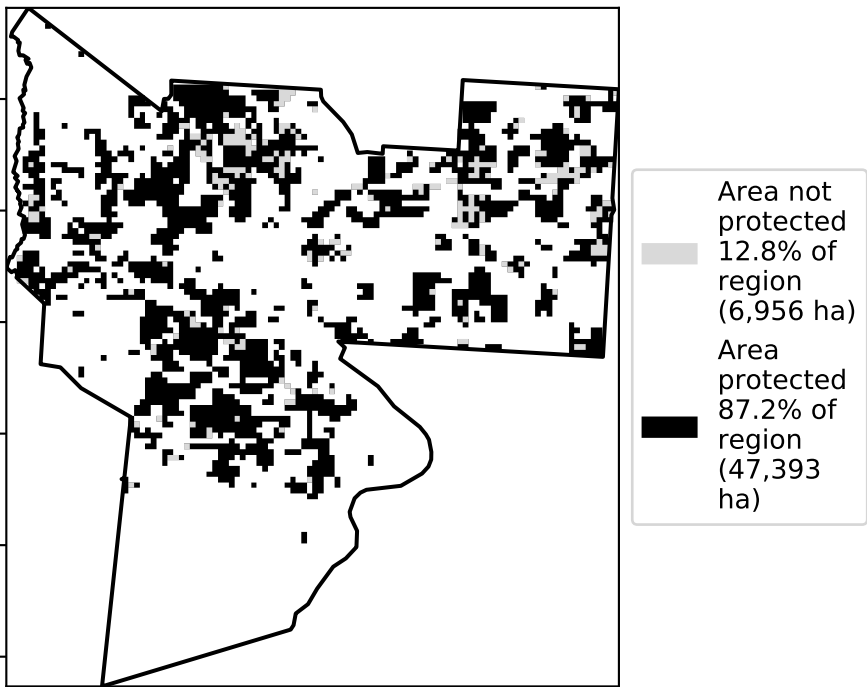 Area not
protected
12.8% of
region
(6,956 ha)
Area
protected
87.2% of
region
(47,393
ha)